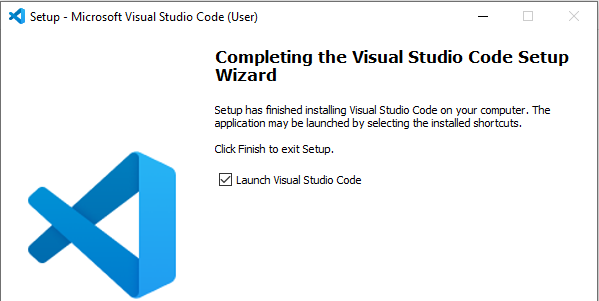 Setup - Microsoft Visual Studio Code (User)
Completing the Visual Studio Code Setup
Wizard
Setup has finished installing Visual Studio Code on your computer. The
application may be launched by selecting the installed shortcuts.
Click Finish to exit Setup.
Launch Visual Studio Code